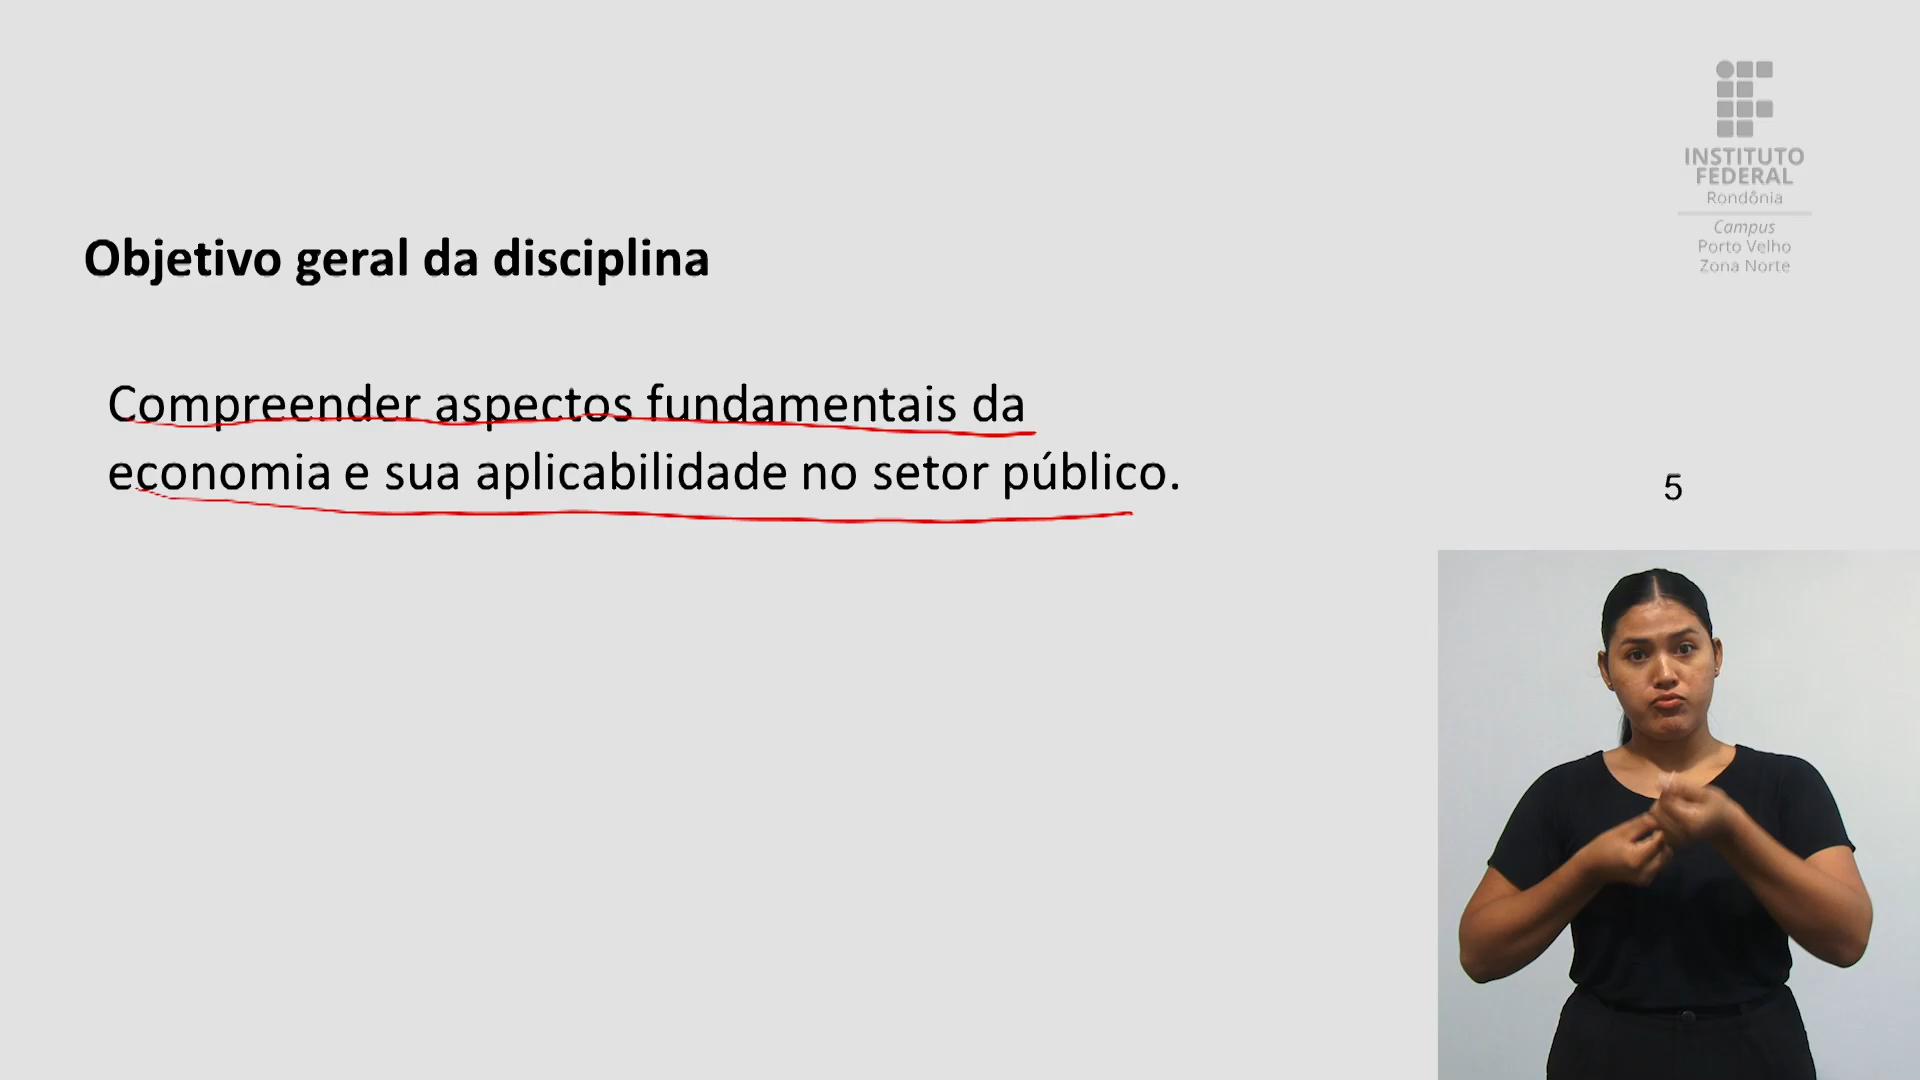 INSTITUTO
FEDERAL
Rondônia
Campus
Porto Velho
Zona Norte
Objetivo geral da disciplina
Compreender aspectos fundamentais da
economia e sua aplicabilidade no setor público.
5